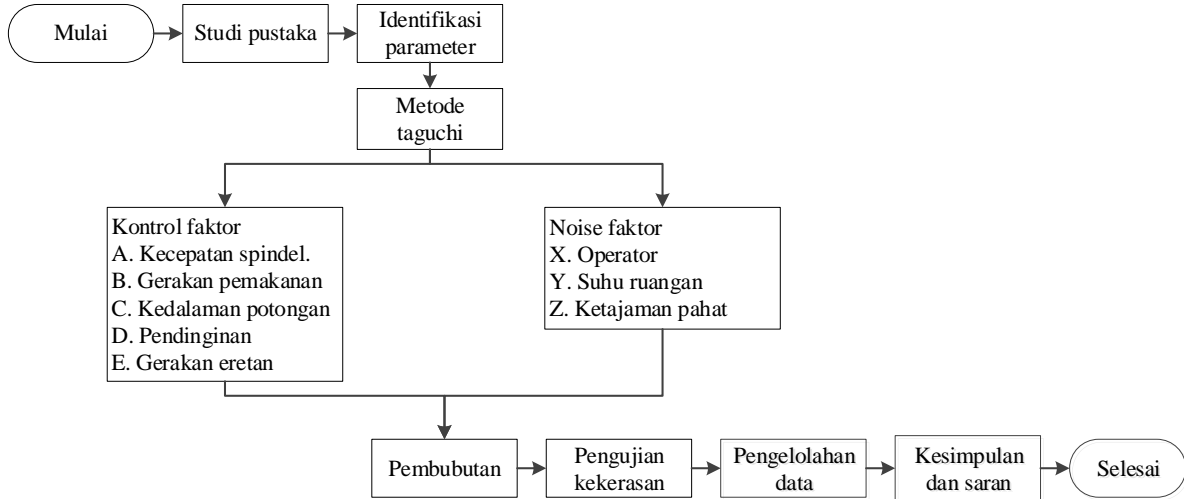 Mulai
Studi pustaka
Identifikasi
parameter
Metode
taguchi
Kontrol faktor
A. Kecepatan spindel.
B. Gerakan pemakanan
C. Kedalaman potongan
D. Pendinginan
E. Gerakan eretan
Noise faktor
X. Operator
Y. Suhu ruangan
Z. Ketajaman pahat
Pembubutan
Pengujian
kekerasan
Pengelolahan
data
Kesimpulan
dan saran
Selesai